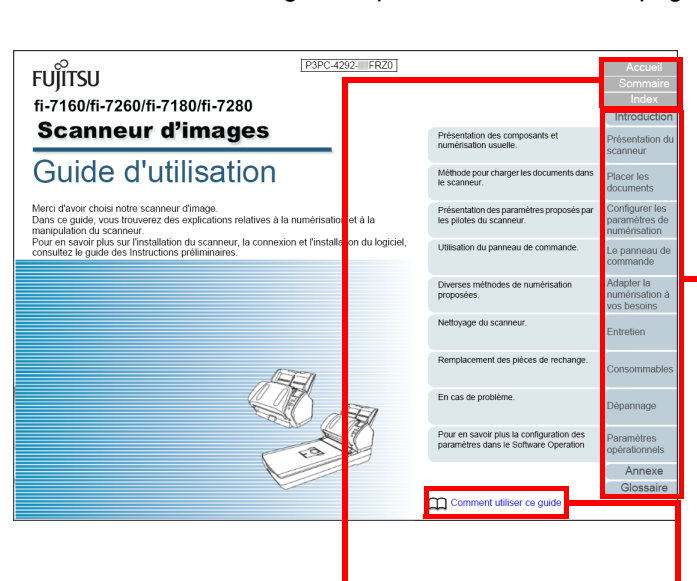 FUJITSU
P3PC-4292-
FRZ0
fi-7160/fi-7260/fi-7180/fi-7280
Scanneur d'images
Guide d'utilisation
Merci d'avoir choisi notre scanneur d'image.
Dans ce guide, vous trouverez des explications relatives à la numérisation et à la
manipulation du scanneur.
Pour en savoir plus sur l'installation du scanneur, la connexion et l'installation du logiciel,
consultez le guide des Instructions préliminaires.
Accueil
Sommaire
Index
Introduction
Présentation des composants et
numérisation usuelle.
Présentation du
scanneur
Méthode pour charger les documents dans
le scanneur.
Placer les
documents
Présentation des paramètres proposés par
les pilotes du scanneur.
Configurer les
paramètres de
numérisation
Utilisation du panneau de commande.
Le panneau de
commande
Diverses méthodes de numérisation
proposées.
Adapter la
numérisation à
vos besoins
Nettoyage du scanneur.
Entretien
Remplacement des pièces de rechange.
Consommables
En cas de problème.
Dépannage
Pour en savoir plus la configuration des
paramètres dans le Software Operation
Paramètres
opérationnels
Annexe
Glossaire
Comment utiliser ce guide